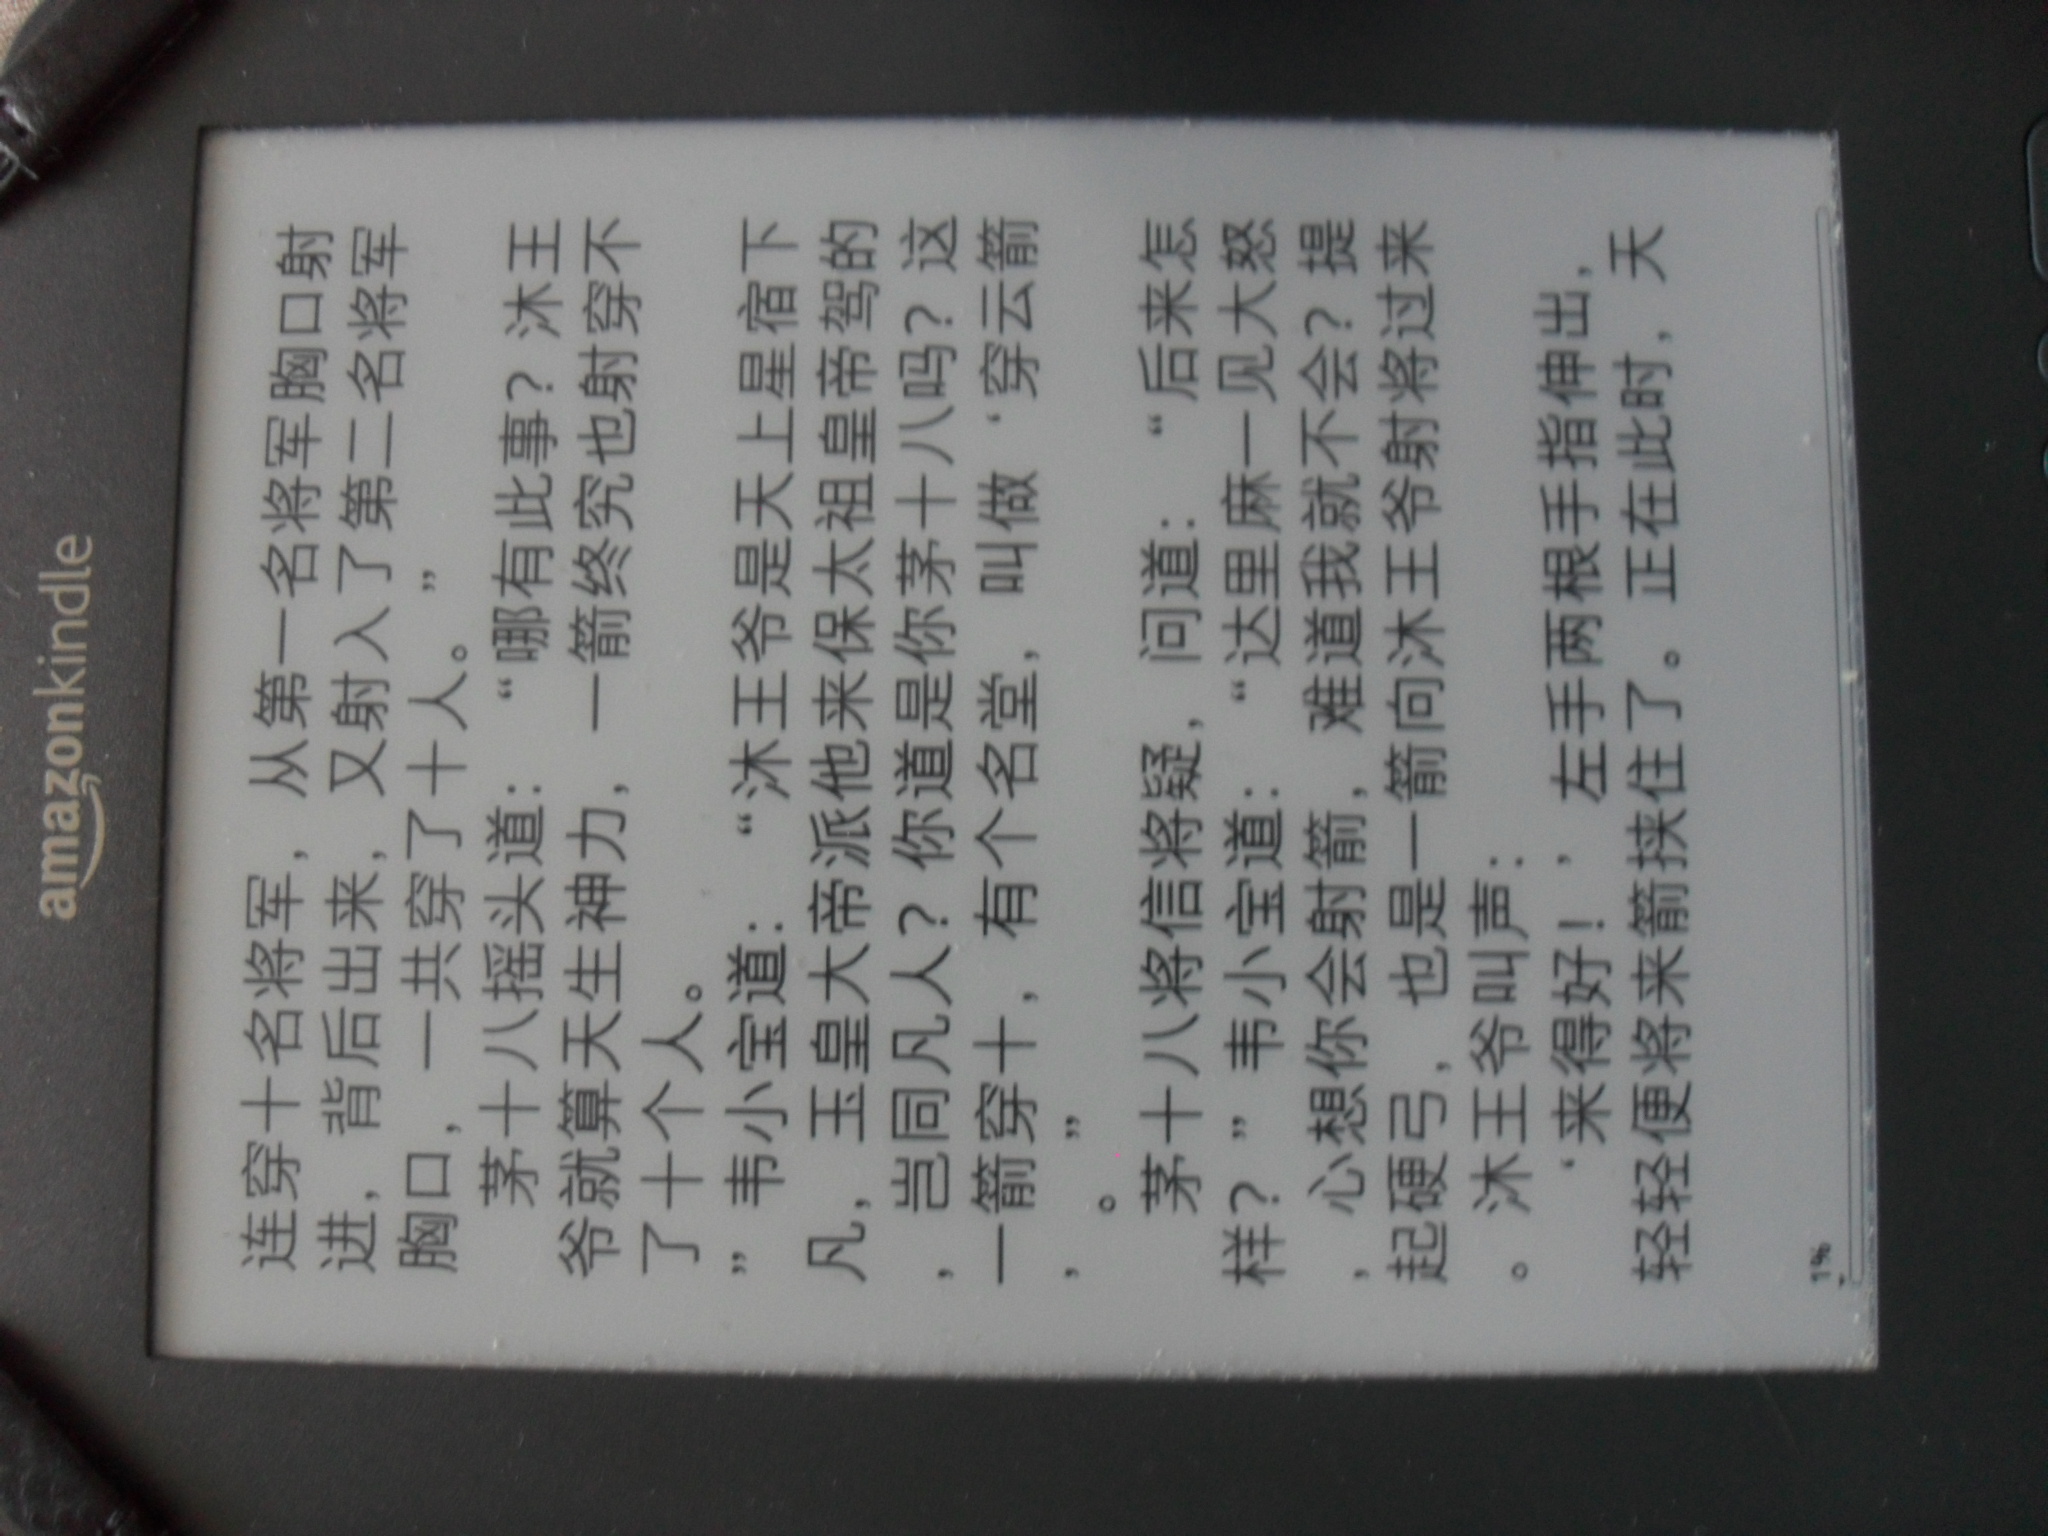 amazonkindle
连穿十名将军，从第一名将军胸口射
进，背后出来，又射入了第二名将军
胸口，一共穿了十人。”
茅十八摇头道：“哪有此事？沐王
爷就算天生神力，一箭终究也射穿不
了十个人。
”韦小宝道：“沐王爷是天上星宿下
凡，玉皇大帝派他来保太祖皇帝驾的
，岂同凡人？你道是你茅十八吗？这
一箭穿十，有个名堂，叫做‘穿云箭
’。”
茅十八将信将疑，问道：“后来怎
样？”韦小宝道：“达里麻一见大怒
，心想你会射箭，难道我就不会？提
起硬弓，也是一箭向沐王爷射将过来
。沐王爷叫声：
‘来得好！’左手两根手指伸出，
轻轻便将来箭挟住了。正在此时，天
1%